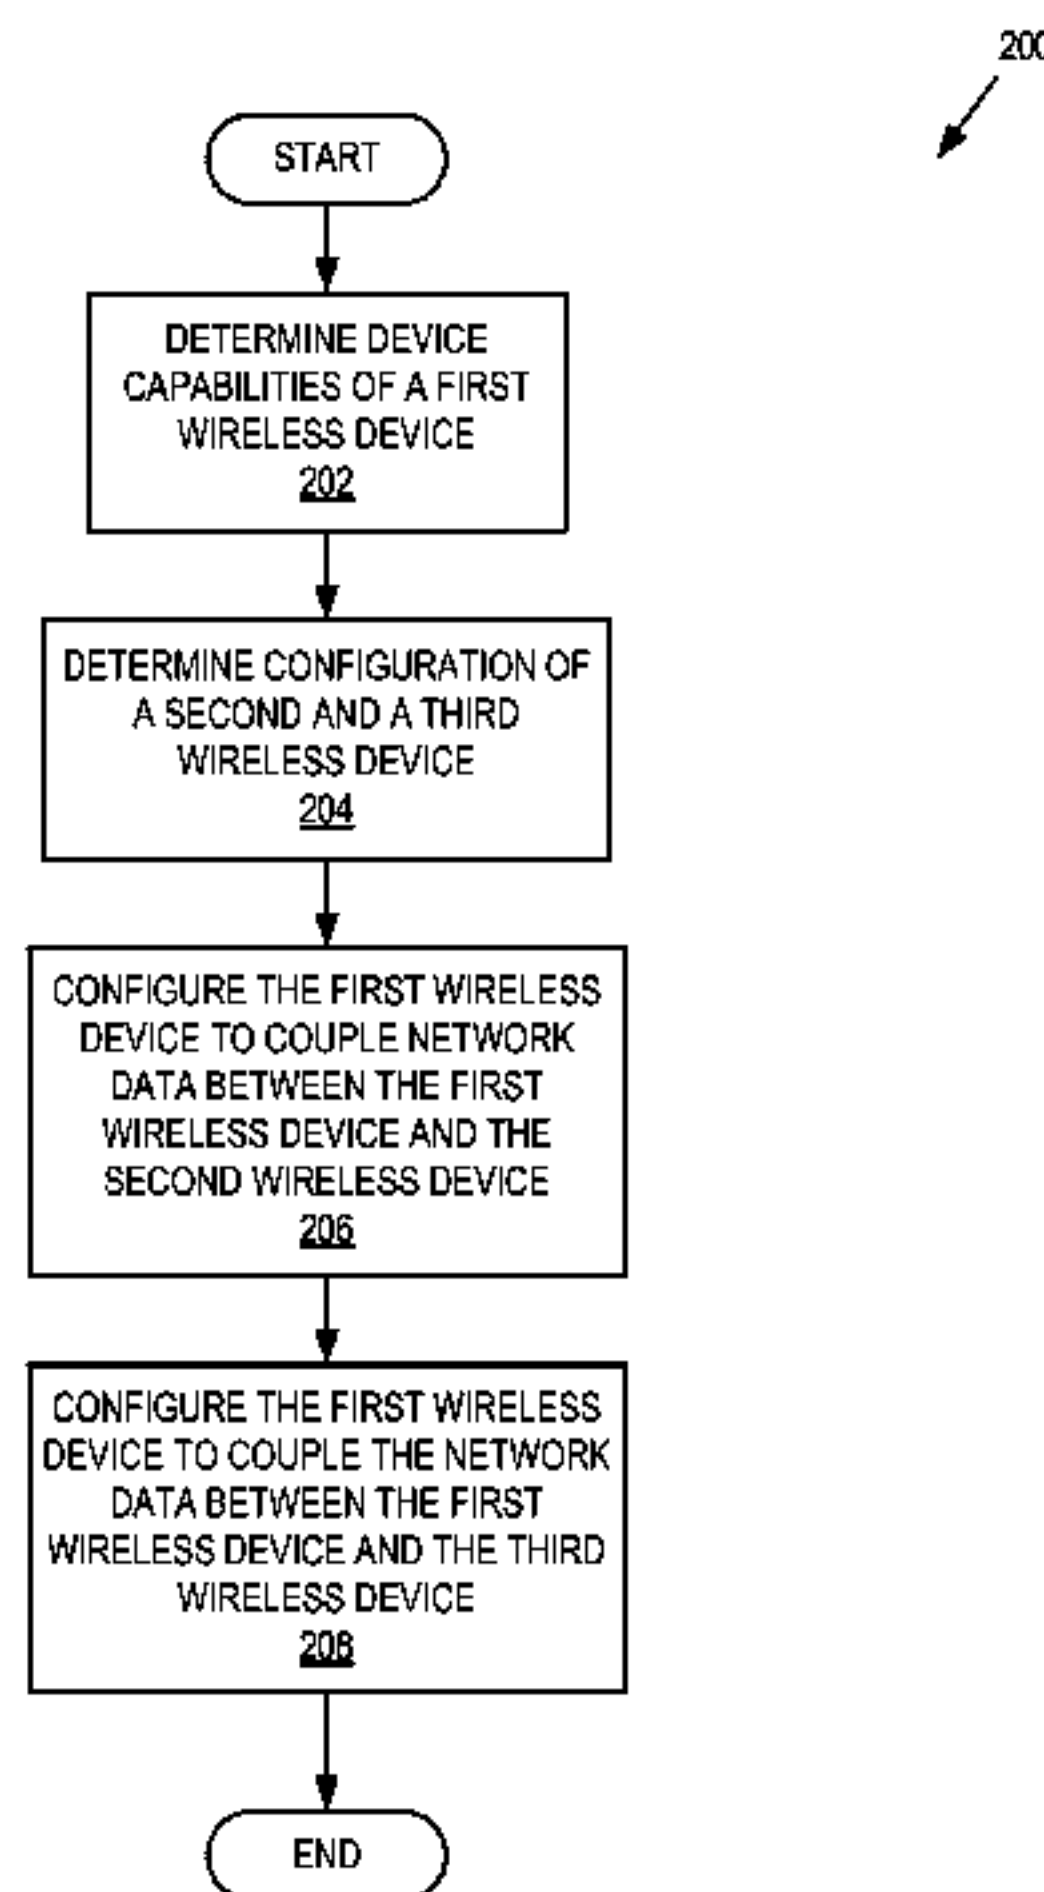 200
START
DETERMINE DEVICE
CAPABILITIES OF A FIRST
WIRELESS DEVICE
202
DETERMINE CONFIGURATION OF
A SECOND AND A THIRD
WIRELESS DEVICE
204
CONFIGURE THE FIRST WIRELESS
DEVICE TO COUPLE NETWORK
DATA BETWEEN THE FIRST
WIRELESS DEVICE AND THE
SECOND WIRELESS DEVICE
206
CONFIGURE THE FIRST WIRELESS
DEVICE TO COUPLE THE NETWORK
DATA BETWEEN THE FIRST
WIRELESS DEVICE AND THE THIRD
WIRELESS DEVICE
208
END